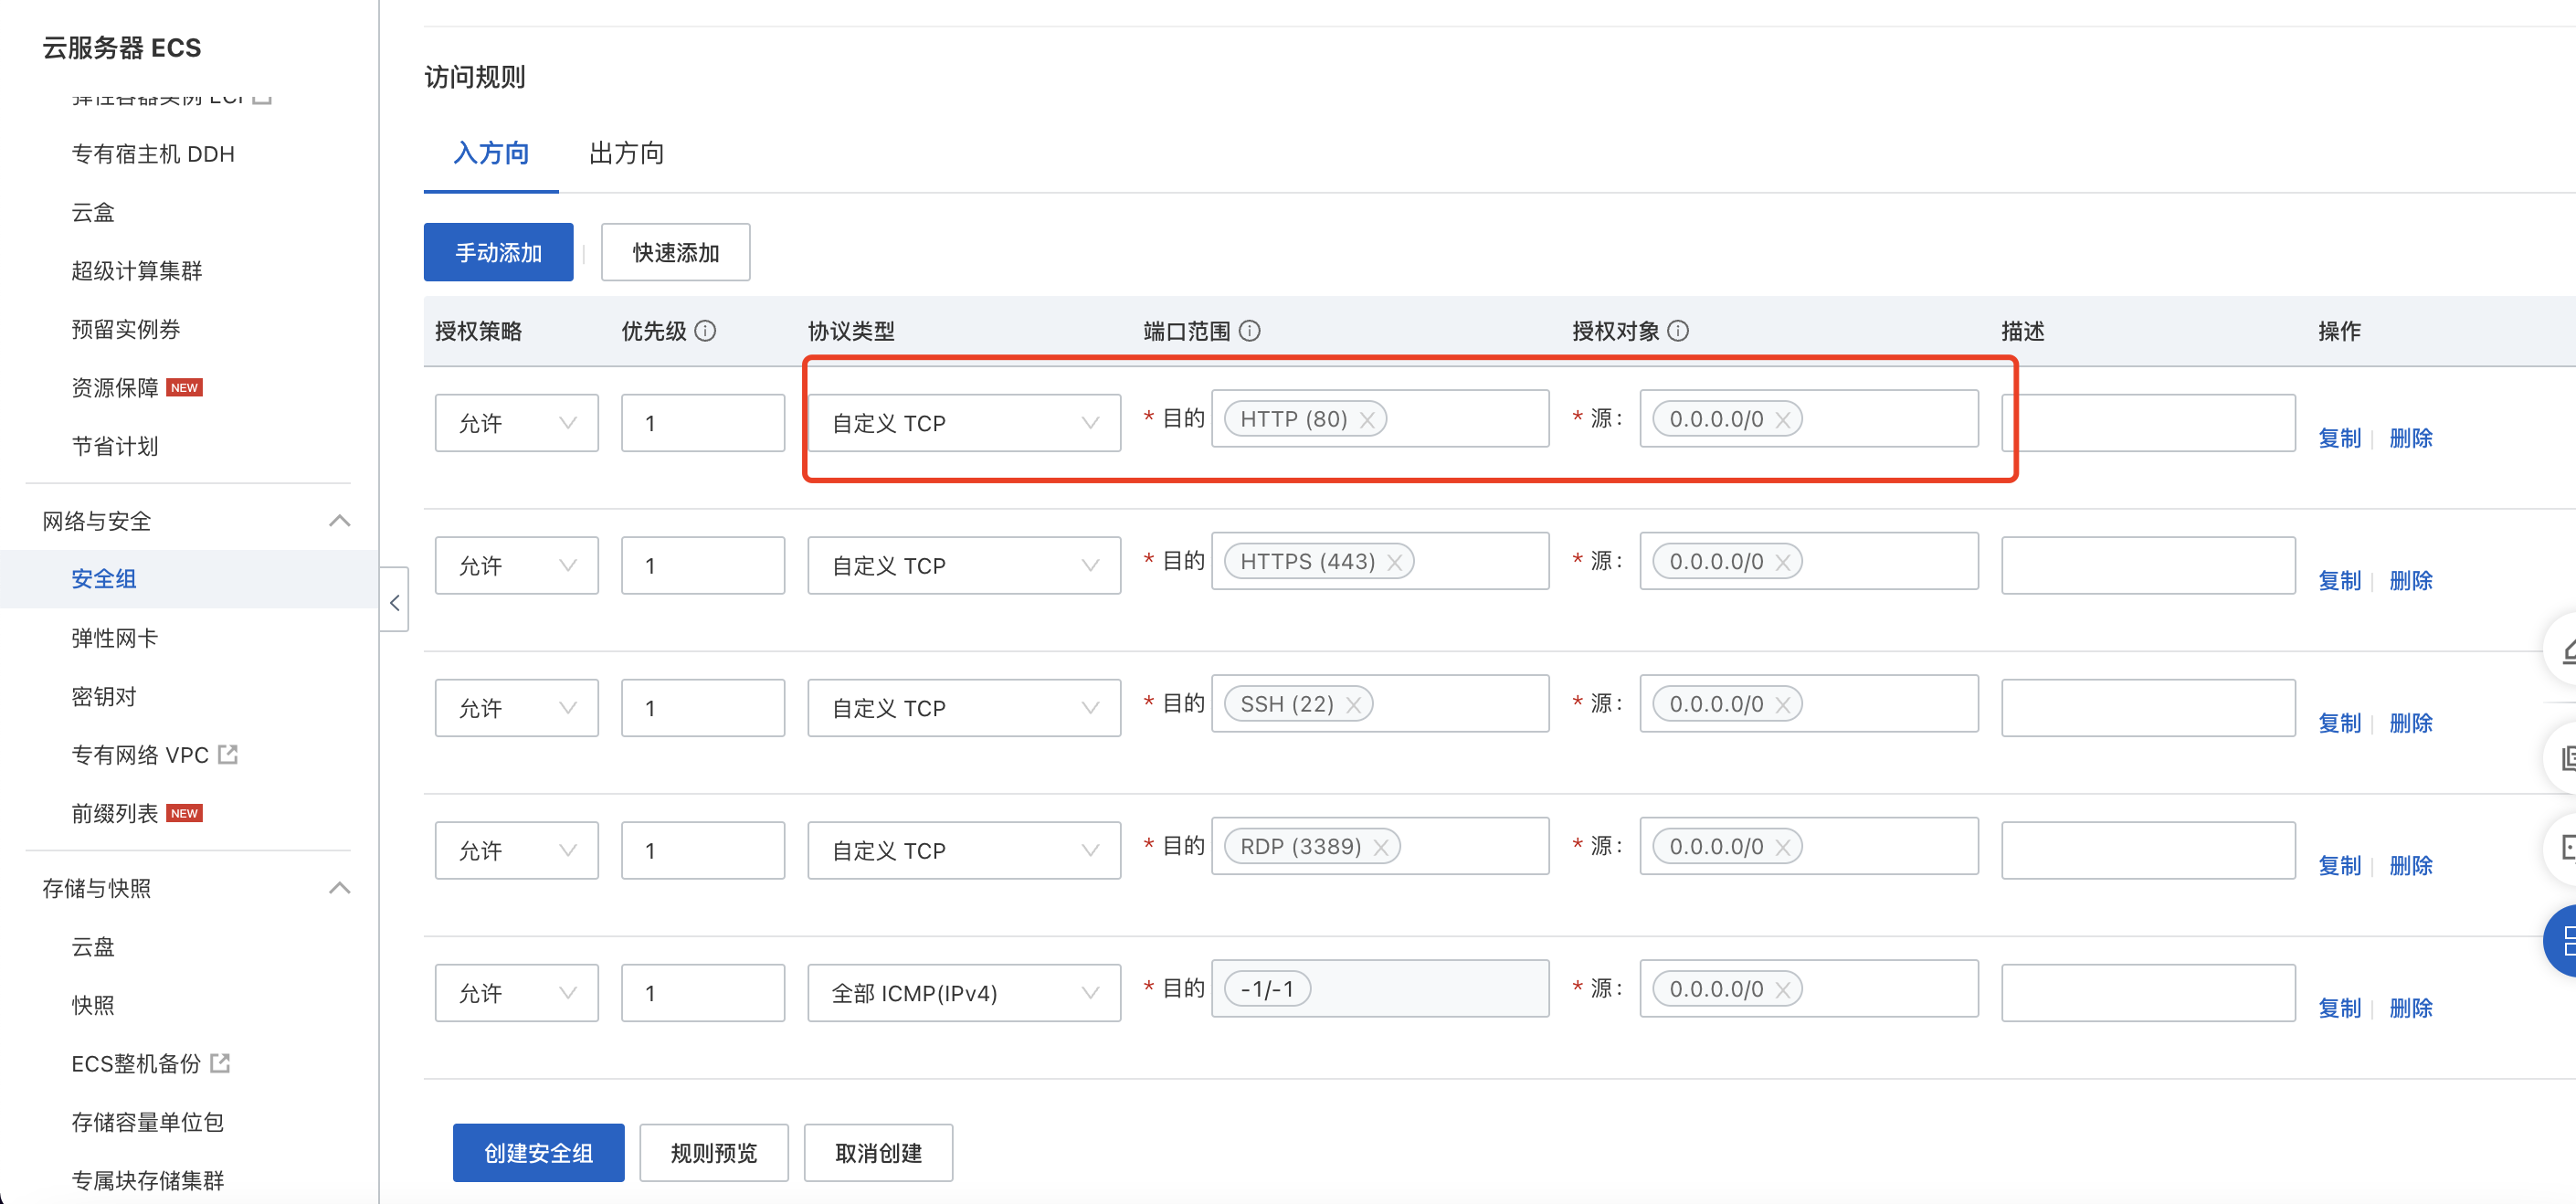 云服务器 ECS
弹性容器实例 ECI
专有宿主机 DDH
云盒
超级计算集群
预留实例券
资源保障 NEW
节省计划
网络与安全
安全组
弹性网卡
密钥对
专有网络 VPC
前缀列表 NEW
存储与快照
云盘
快照
ECS整机备份
存储容量单位包
专属块存储集群
访问规则
入方向 出方向
手动添加 快速添加
授权策略 优先级 协议类型 端口范围 授权对象 描述 操作
允许 1 自定义 TCP * 目的 HTTP (80) * 源: 0.0.0.0/0 复制 删除
允许 1 自定义 TCP * 目的 HTTPS (443) * 源: 0.0.0.0/0 复制 删除
允许 1 自定义 TCP * 目的 SSH (22) * 源: 0.0.0.0/0 复制 删除
允许 1 自定义 TCP * 目的 RDP (3389) * 源: 0.0.0.0/0 复制 删除
允许 1 全部 ICMP(IPv4) * 目的 -1/-1 * 源: 0.0.0.0/0 复制 删除
创建安全组 规则预览 取消创建